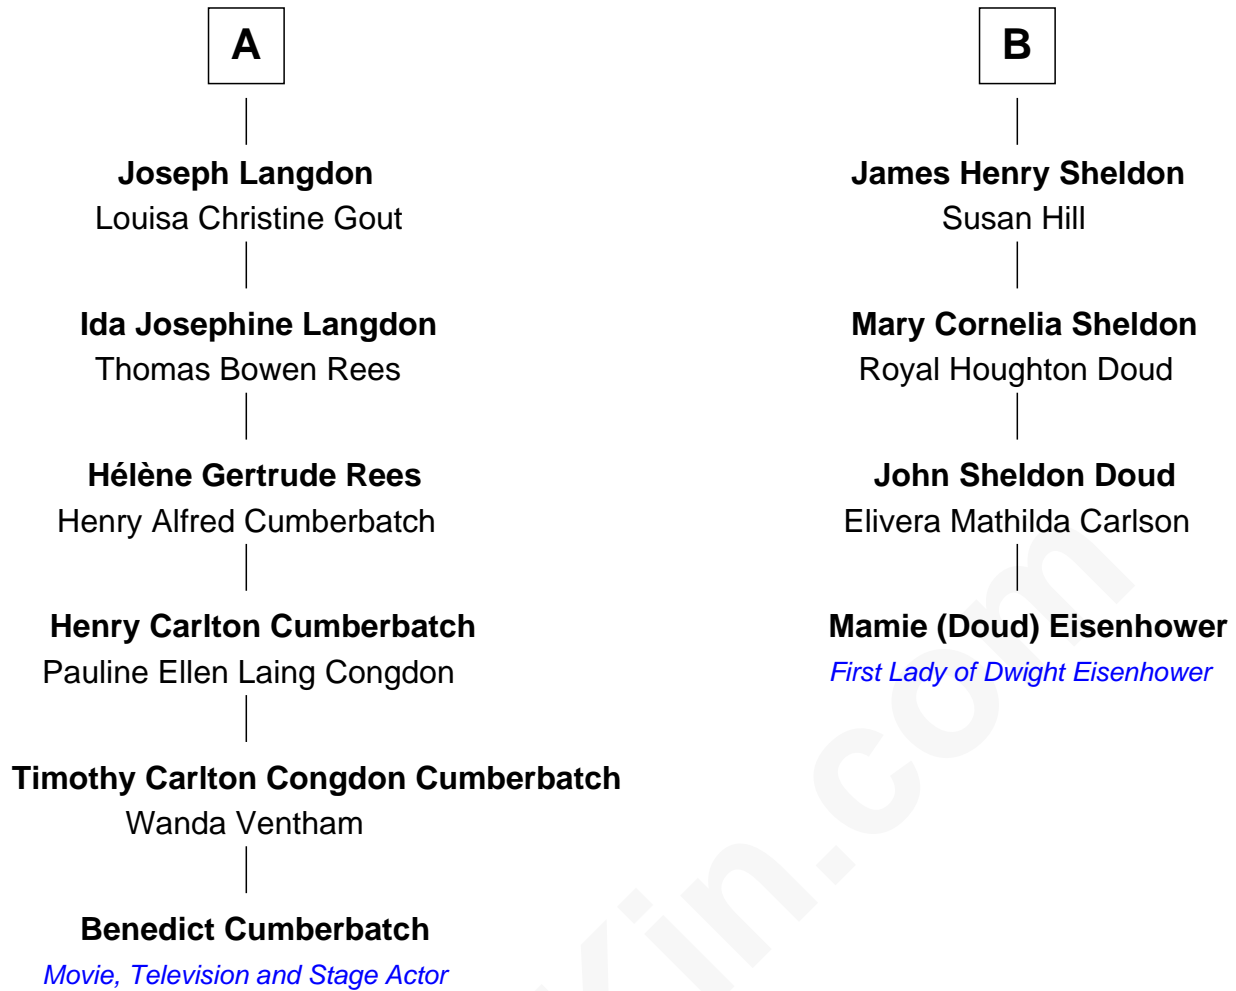 A
Joseph Langdon
Louisa Christine Gout
Ida Josephine Langdon
Thomas Bowen Rees
Hélène Gertrude Rees
Henry Alfred Cumberbatch
Henry Carlton Cumberbatch
Pauline Ellen Laing Congdon
Timothy Carlton Congdon Cumberbatch
Wanda Ventham
Benedict Cumberbatch
Movie, Television and Stage Actor
B
James Henry Sheldon
Susan Hill
Mary Cornelia Sheldon
Royal Houghton Doud
John Sheldon Doud
Elivera Mathilda Carlson
Mamie (Doud) Eisenhower
First Lady of Dwight Eisenhower
Kin.com